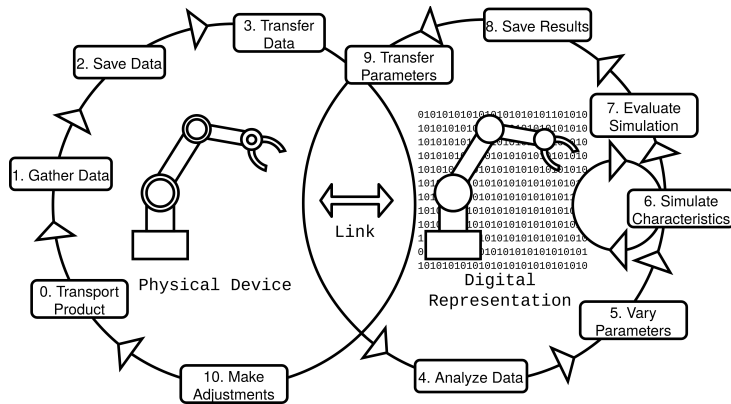 3. Transfer
Data
2. Save Data
1. Gather Data
0. Transport
Product
10. Make
Adjustments
Physical Device
Link
9. Transfer
Parameters
8. Save Results
7. Evaluate
Simulation
6. Simulate
Characteristics
5. Vary
Parameters
4. Analyze Data
Digital
Representation